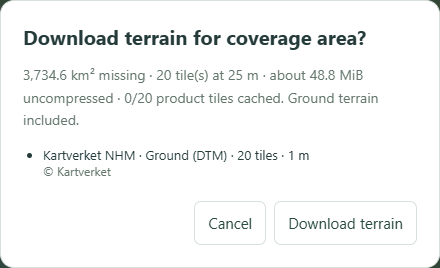 Download terrain for coverage area?
3,734.6 km² missing · 20 tile(s) at 25 m · about 48.8 MiB
uncompressed · 0/20 product tiles cached. Ground terrain
included.
• Kartverket NHM · Ground (DTM) · 20 tiles · 1 m
© Kartverket
Cancel
Download terrain